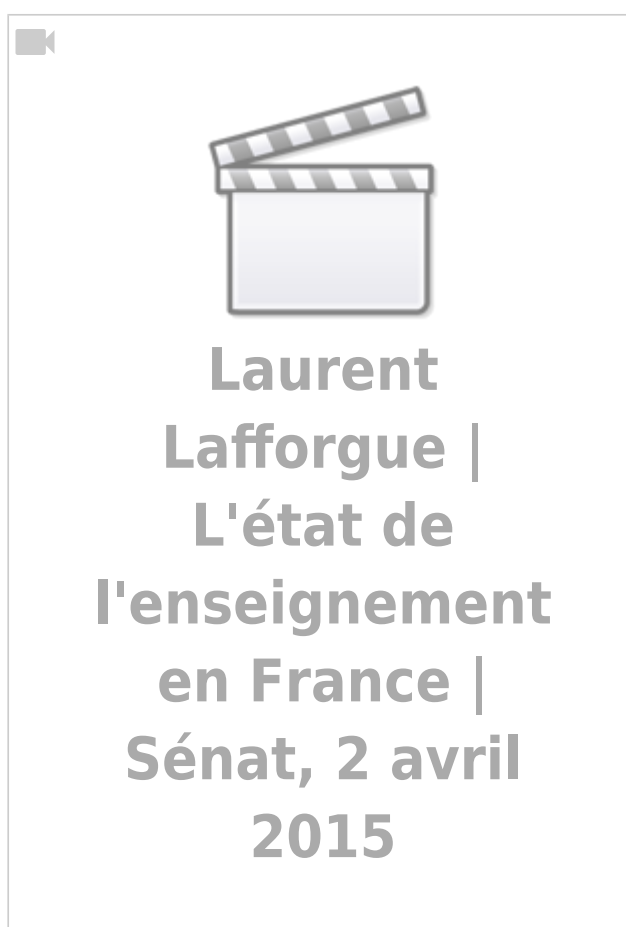 Laurent
Lafforgue |
L'état de
l'enseignement
en France |
Sénat, 2 avril
2015